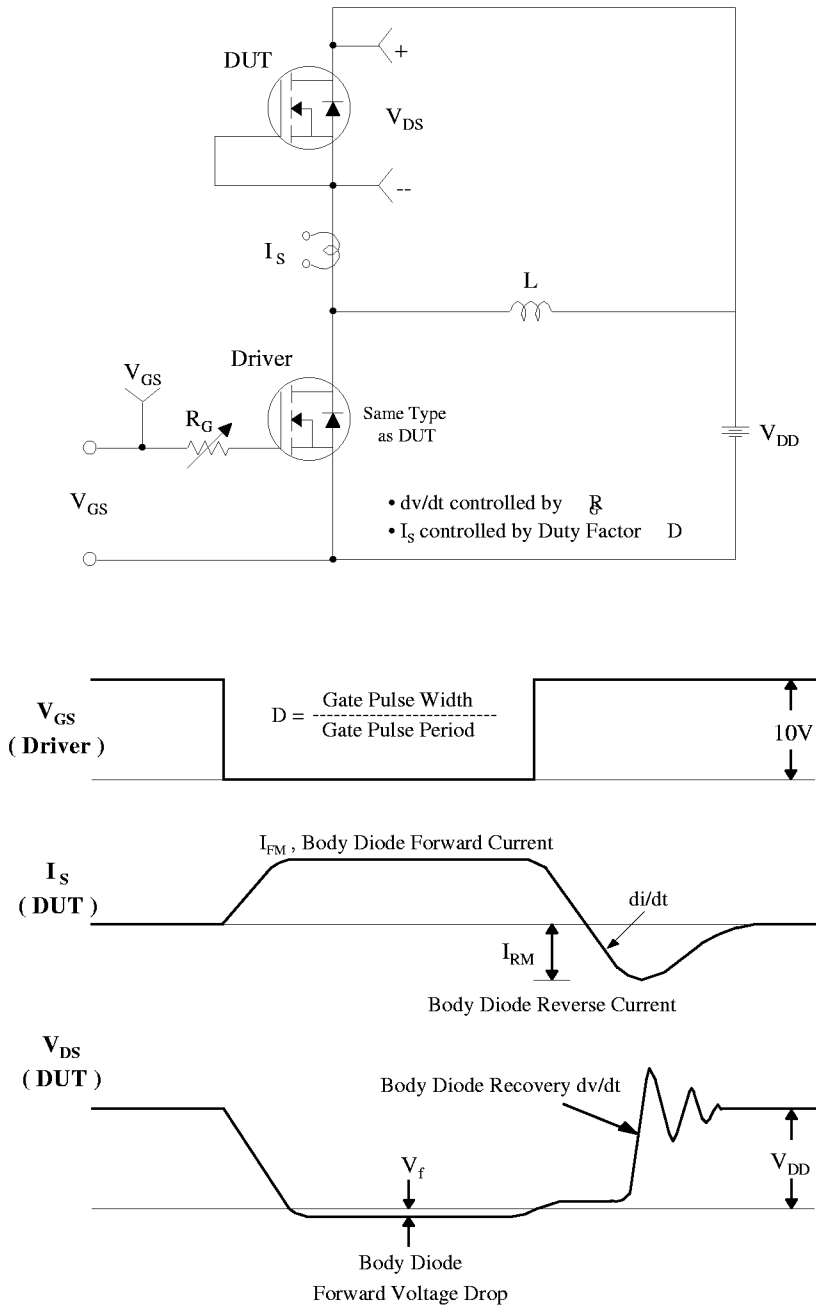 DUT
+
V_DS
--
I_S
L
Driver
V_GS
R_G
Same Type
as DUT
V_DD
V_GS
• dv/dt controlled by R_G
• I_S controlled by Duty Factor D
V_GS
( Driver )
D = Gate Pulse Width
--------------------------
Gate Pulse Period
10V
I_FM , Body Diode Forward Current
I_S
( DUT )
di/dt
I_RM
Body Diode Reverse Current
V_DS
( DUT )
Body Diode Recovery dv/dt
V_f
V_DD
Body Diode
Forward Voltage Drop